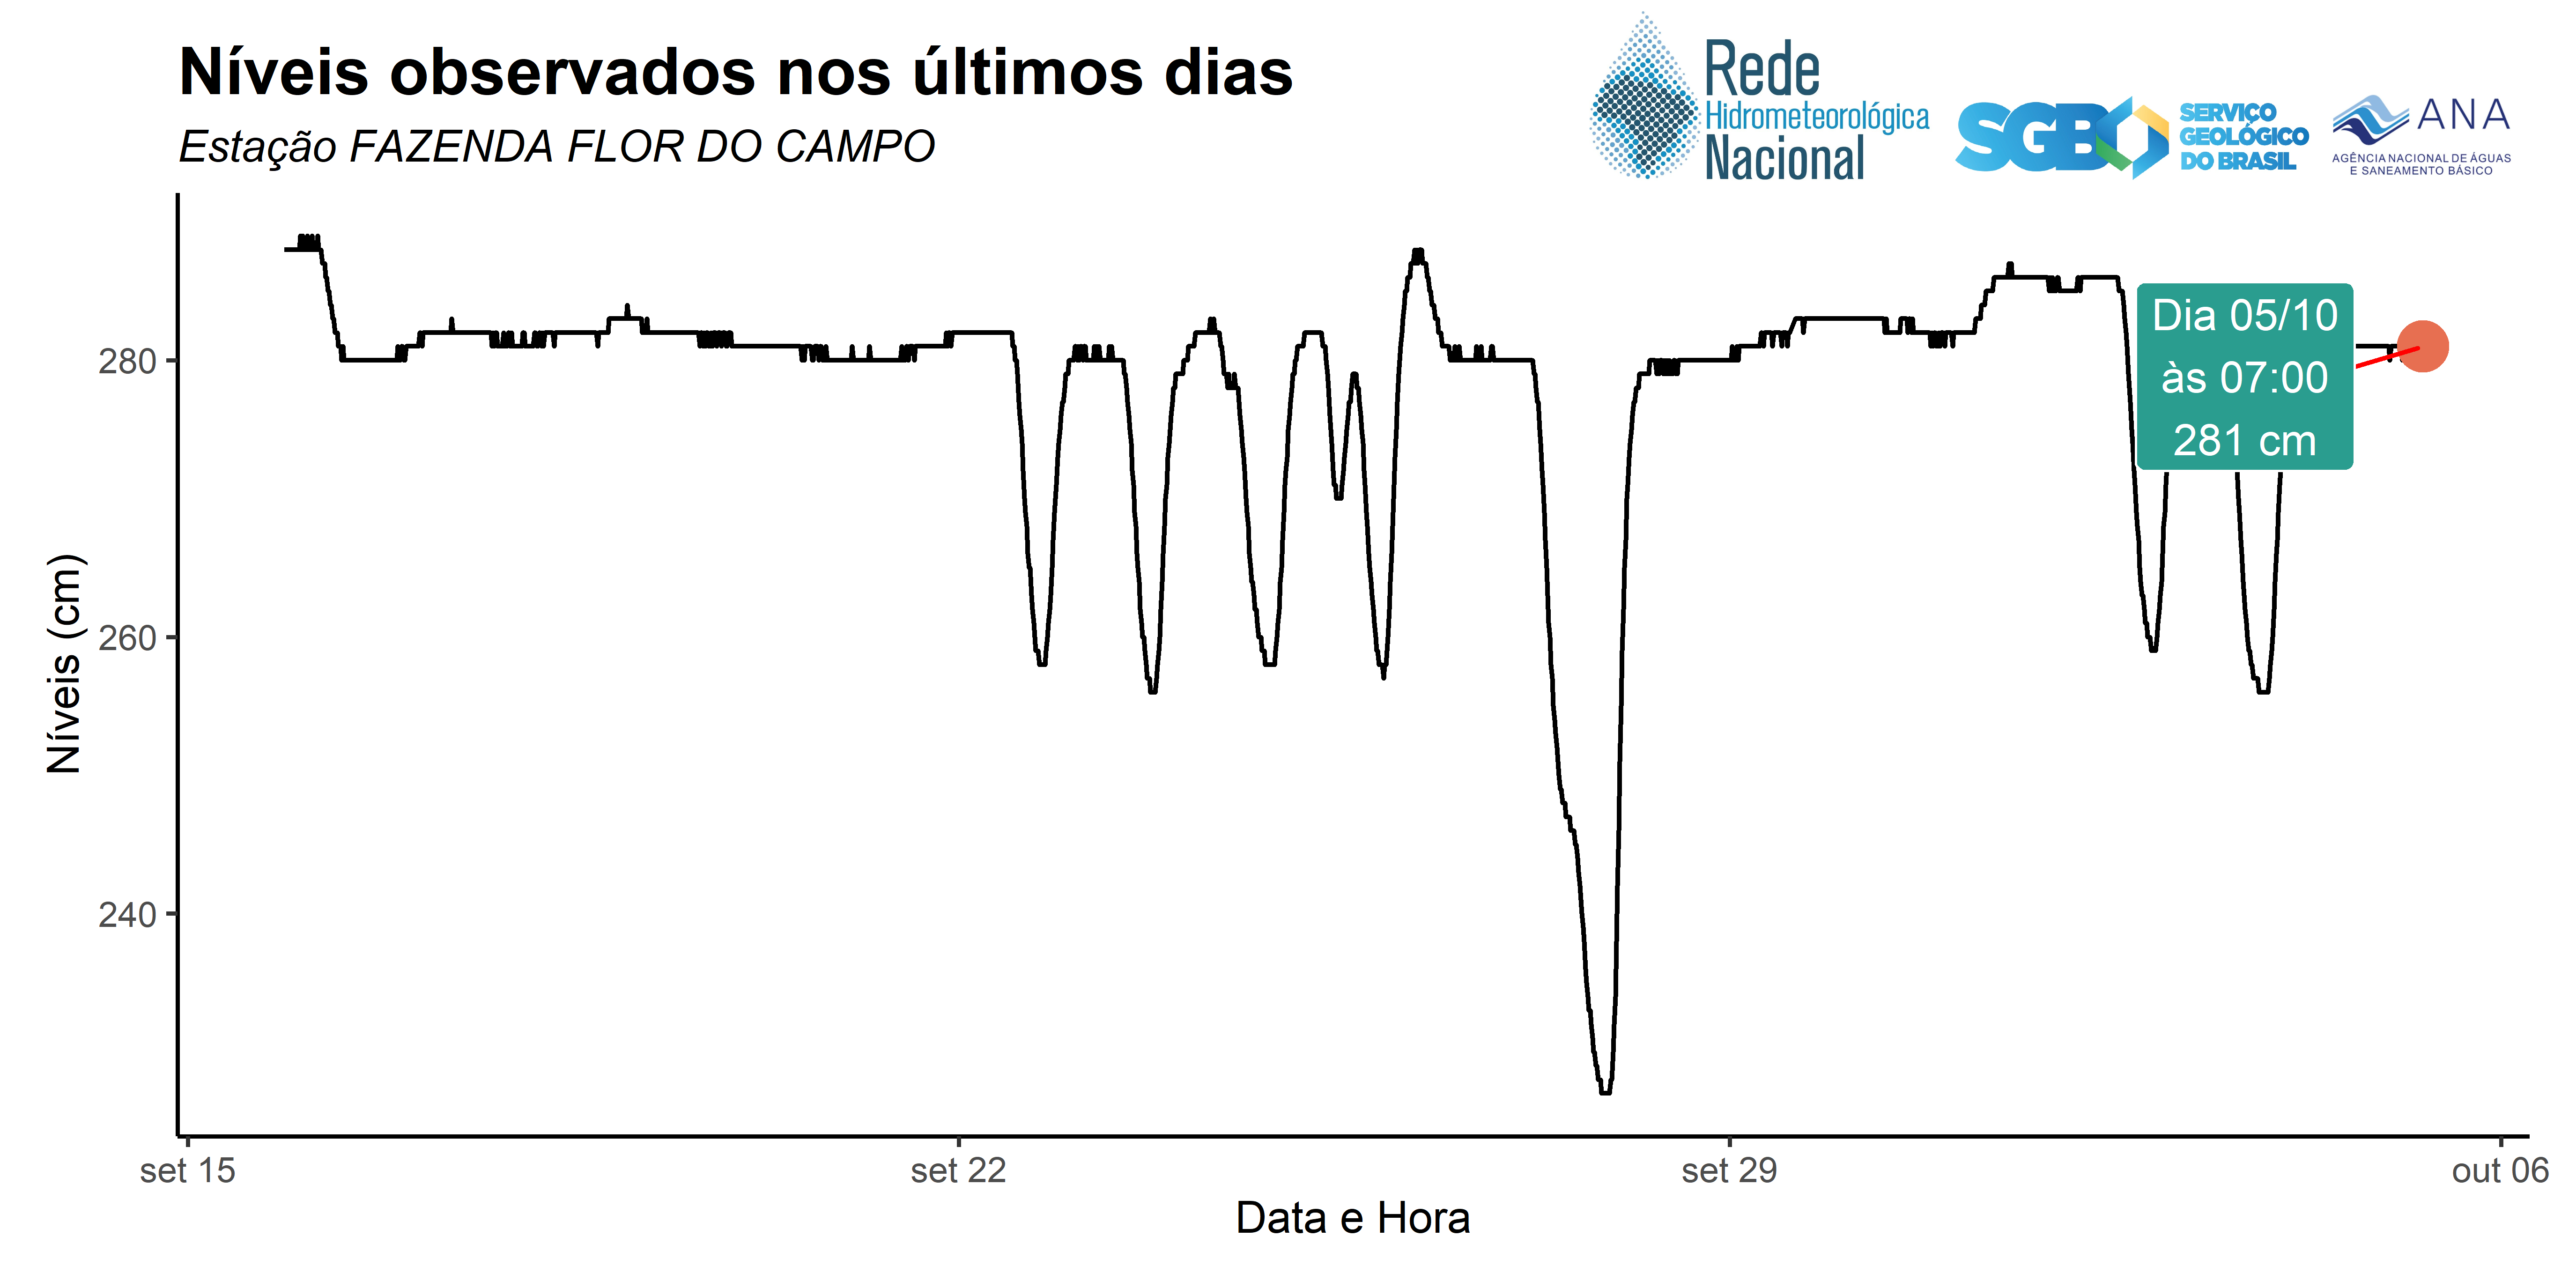 Níveis observados nos últimos dias
Estação FAZENDA FLOR DO CAMPO
Rede
Hidrometeorológica
Nacional
SGB
SERVIÇO
GEOLÓGICO
DO BRASIL
ANA
AGÊNCIA NACIONAL DE ÁGUAS
E SANEAMENTO BÁSICO
Níveis (cm)
280
260
240
Dia 05/10
às 07:00
281 cm
set 15
set 22
set 29
out 06
Data e Hora